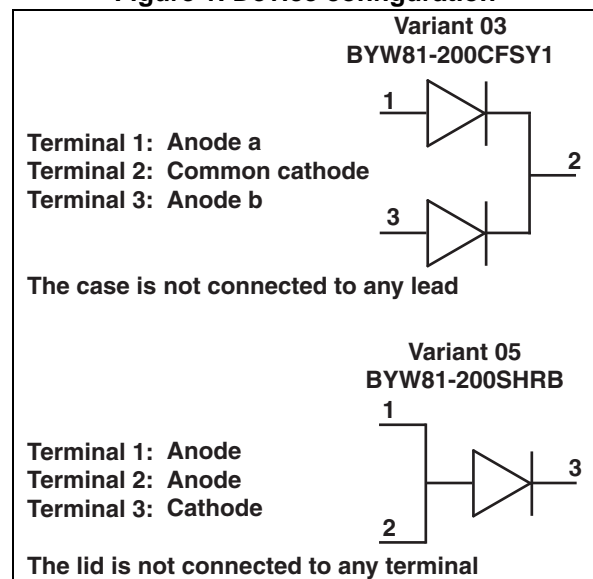 Figure 1. Device configuration
Variant 03
BYW81-200CFSY1
1
Terminal 1: Anode a
Terminal 2: Common cathode
2
Terminal 3: Anode b
3
The case is not connected to any lead
Variant 05
BYW81-200SHRB
1
Terminal 1: Anode
Terminal 2: Anode
3
Terminal 3: Cathode
2
The lid is not connected to any terminal